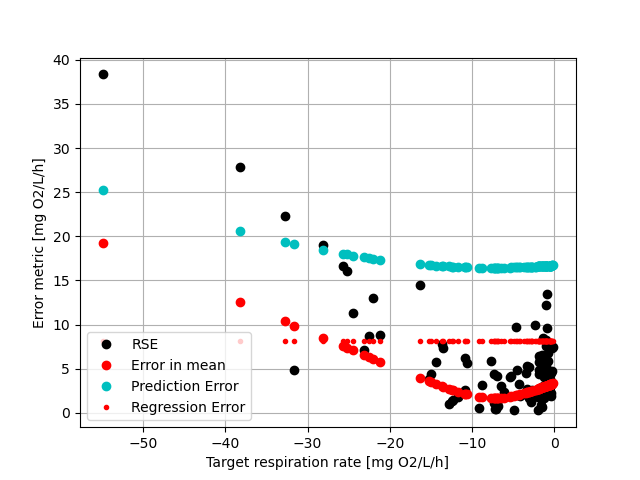 40
35
30
25
20
15
10
5
0
Error metric [mg O2/L/h]
RSE
Error in mean
Prediction Error
Regression Error
−50
−40
−30
−20
−10
0
Target respiration rate [mg O2/L/h]